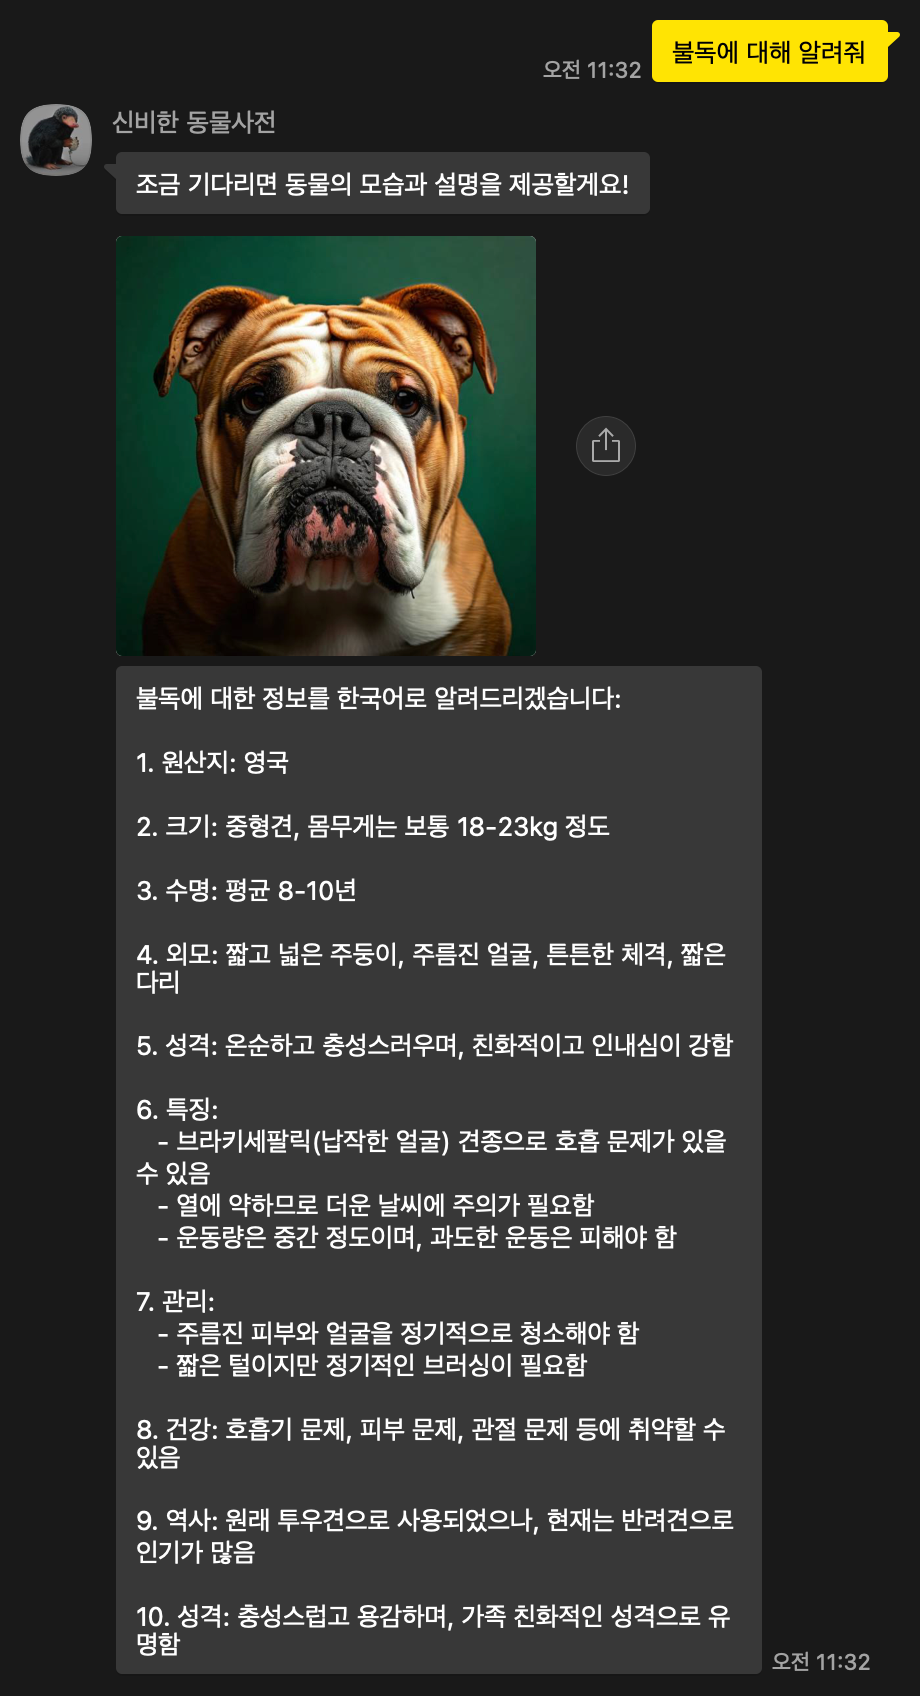 불독에 대해 알려줘
오전 11:32
신비한 동물사전
조금 기다리면 동물의 모습과 설명을 제공할게요!
불독에 대한 정보를 한국어로 알려드리겠습니다:
1. 원산지: 영국
2. 크기: 중형견, 몸무게는 보통 18-23kg 정도
3. 수명: 평균 8-10년
4. 외모: 짧고 넓은 주둥이, 주름진 얼굴, 튼튼한 체격, 짧은
다리
5. 성격: 온순하고 충성스러우며, 친화적이고 인내심이 강함
6. 특징:
- 브라키세팔릭(납작한 얼굴) 견종으로 호흡 문제가 있을
수 있음
- 열에 약하므로 더운 날씨에 주의가 필요함
- 운동량은 중간 정도이며, 과도한 운동은 피해야 함
7. 관리:
- 주름진 피부와 얼굴을 정기적으로 청소해야 함
- 짧은 털이지만 정기적인 브러싱이 필요함
8. 건강: 호흡기 문제, 피부 문제, 관절 문제 등에 취약할 수
있음
9. 역사: 원래 투우견으로 사용되었으나, 현재는 반려견으로
인기가 많음
10. 성격: 충성스럽고 용감하며, 가족 친화적인 성격으로 유
명함
오전 11:32